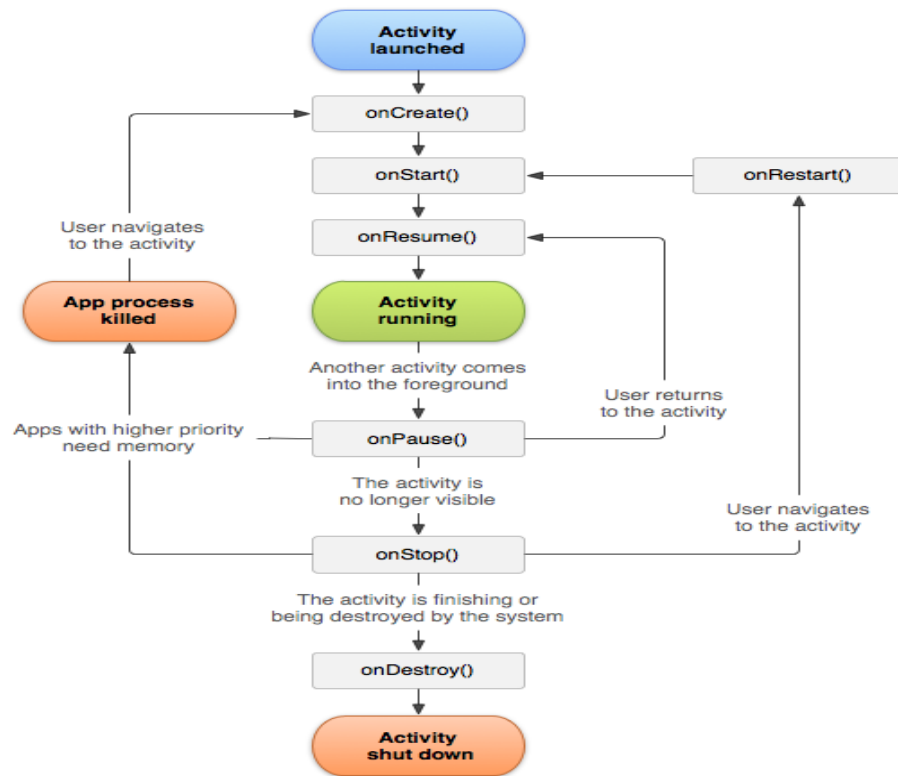 Activity
launched
onCreate()
onStart()
onRestart()
onResume()
User navigates
to the activity
App process
killed
Activity
running
Another activity comes
into the foreground
User returns
to the activity
Apps with higher priority
need memory
onPause()
The activity is
no longer visible
User navigates
to the activity
onStop()
The activity is finishing or
being destroyed by the system
onDestroy()
Activity
shut down